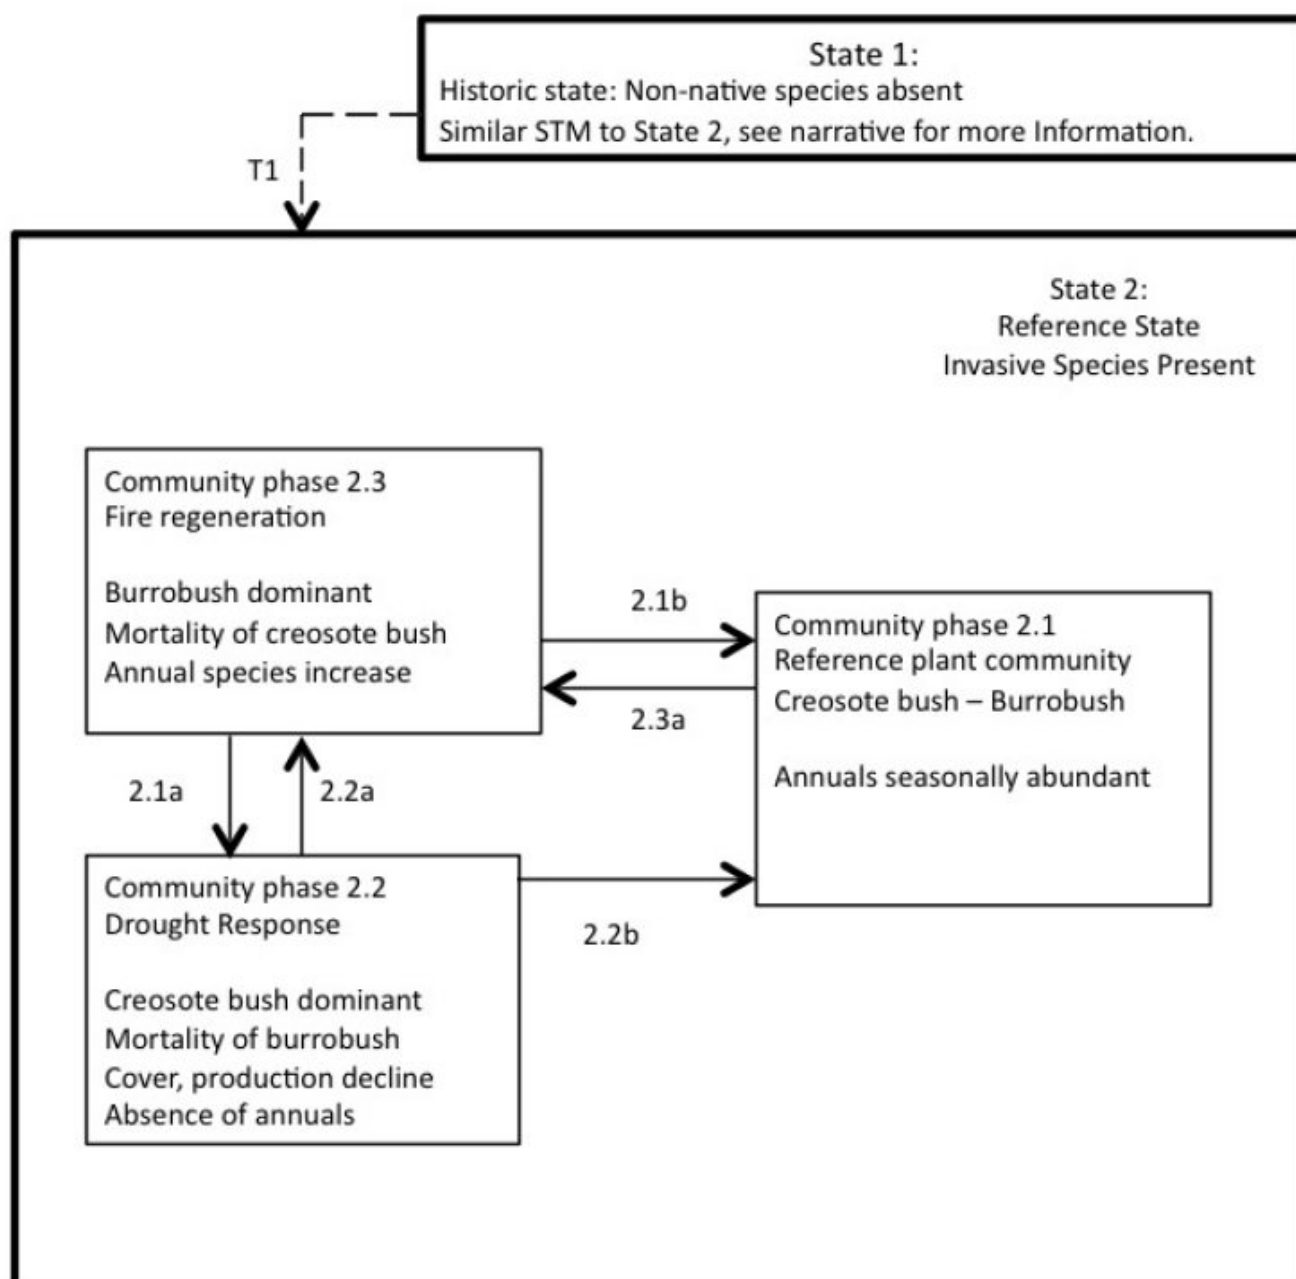 State 1:
Historic state: Non-native species absent
Similar STM to State 2, see narrative for more Information.
T1
State 2:
Reference State
Invasive Species Present
Community phase 2.3
Fire regeneration
Burrobush dominant
Mortality of creosote bush
Annual species increase
2.1b
2.3a
Community phase 2.1
Reference plant community
Creosote bush – Burrobush
Annuals seasonally abundant
2.1a
2.2a
Community phase 2.2
Drought Response
Creosote bush dominant
Mortality of burrobush
Cover, production decline
Absence of annuals
2.2b